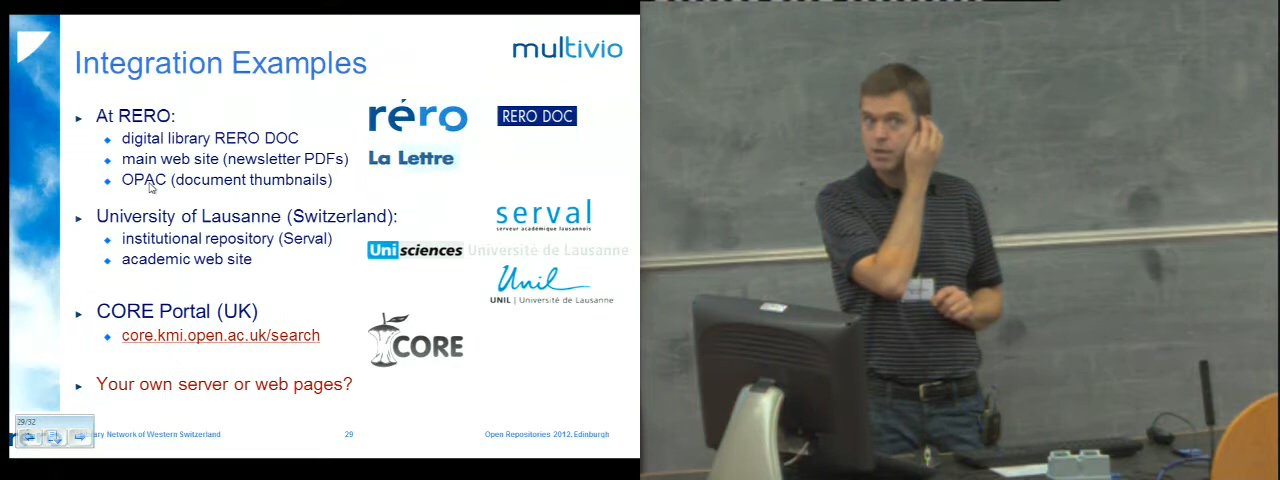 Integration Examples
multivio
At RERO:
digital library RERO DOC
main web site (newsletter PDFs)
OPAC (document thumbnails)
réro
RERO DOC
La Lettre
University of Lausanne (Switzerland):
institutional repository (Serval)
academic web site
serval
serveur académique lausannois
Uni sciences Université de Lausanne
Unil
UNIL | Université de Lausanne
CORE Portal (UK)
core.kmi.open.ac.uk/search
CORE
Your own server or web pages?
29/32
Network of Western Switzerland
29
Open Repositories 2012, Edinburgh